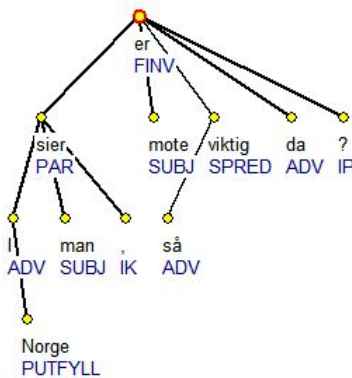 er
FINV
sier mote viktig da ?
PAR SUBJ SPRED ADV IP
I man , så
ADV SUBJ IK ADV
Norge
PUTFYLL